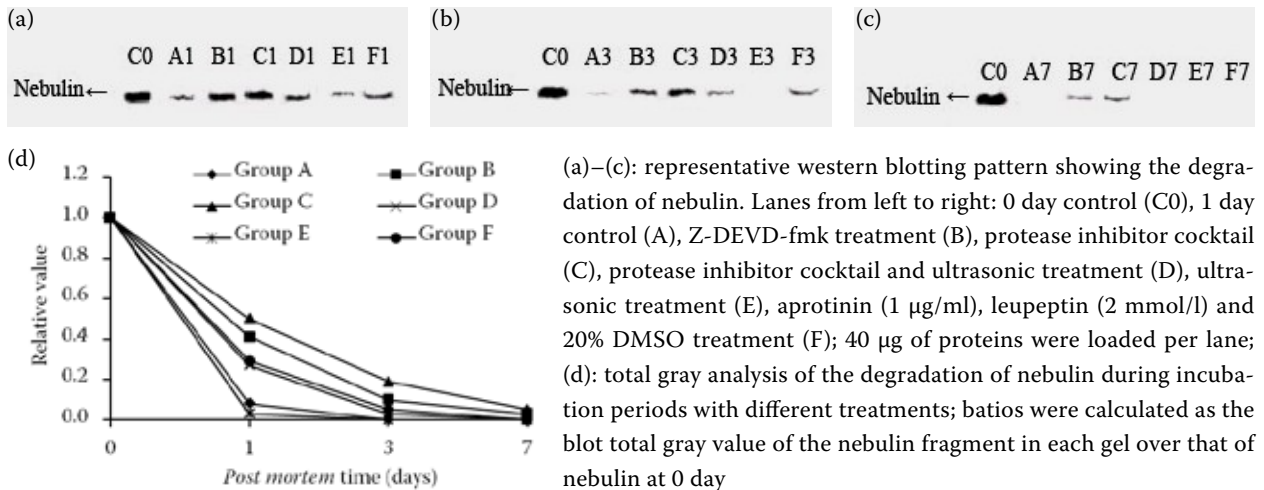 (a)
C0 A1 B1 C1 D1 E1 F1
Nebulin←
(b)
C0 A3 B3 C3 D3 E3 F3
Nebulin←
(c)
C0 A7 B7 C7 D7 E7 F7
Nebulin ←
(d)
Group A
Group B
Group C
Group D
Group E
Group F
1.2
1.0
0.8
0.6
0.4
0.2
0.0
Relative value
0 1 3 7
Post mortem time (days)
(a)–(c): representative western blotting pattern showing the degra-
dation of nebulin. Lanes from left to right: 0 day control (C0), 1 day
control (A), Z-DEVD-fmk treatment (B), protease inhibitor cocktail
(C), protease inhibitor cocktail and ultrasonic treatment (D), ultra-
sonic treatment (E), aprotinin (1 µg/ml), leupeptin (2 mmol/l) and
20% DMSO treatment (F); 40 µg of proteins were loaded per lane;
(d): total gray analysis of the degradation of nebulin during incuba-
tion periods with different treatments; batios were calculated as the
blot total gray value of the nebulin fragment in each gel over that of
nebulin at 0 day